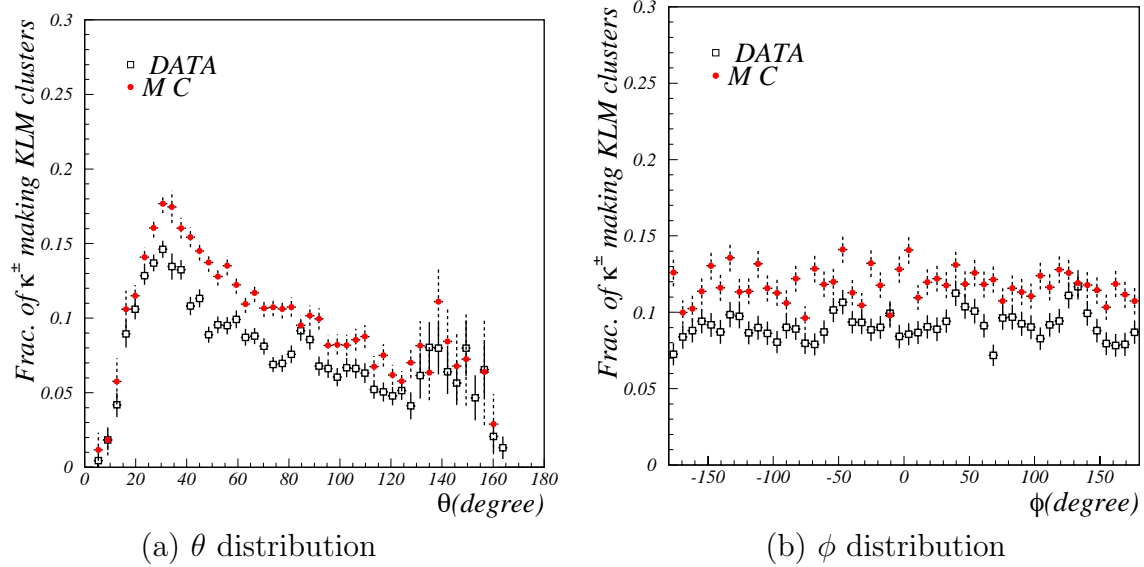 Frac. of κ± making KLM clusters
0.3
0.25
0.2
0.15
0.1
0.05
0
DATA
M C
0 20 40 60 80 100 120 140 160 180
θ(degree)
(a) θ distribution
Frac. of κ± making KLM clusters
0.3
0.25
0.2
0.15
0.1
0.05
0
DATA
M C
-150 -100 -50 0 50 100 150
ϕ(degree)
(b) ϕ distribution